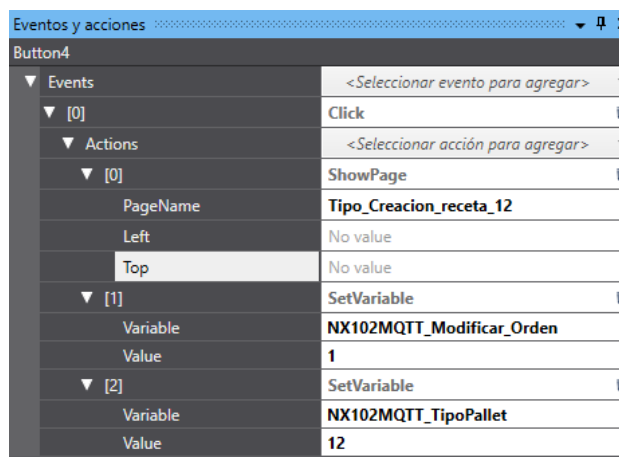 Eventos y acciones
Button4
Events <Seleccionar evento para agregar>
[0] Click
Actions <Seleccionar acción para agregar>
[0] ShowPage
PageName Tipo_Creacion_receta_12
Left No value
Top No value
[1] SetVariable
Variable NX102MQTT_Modificar_Orden
Value 1
[2] SetVariable
Variable NX102MQTT_TipoPallet
Value 12